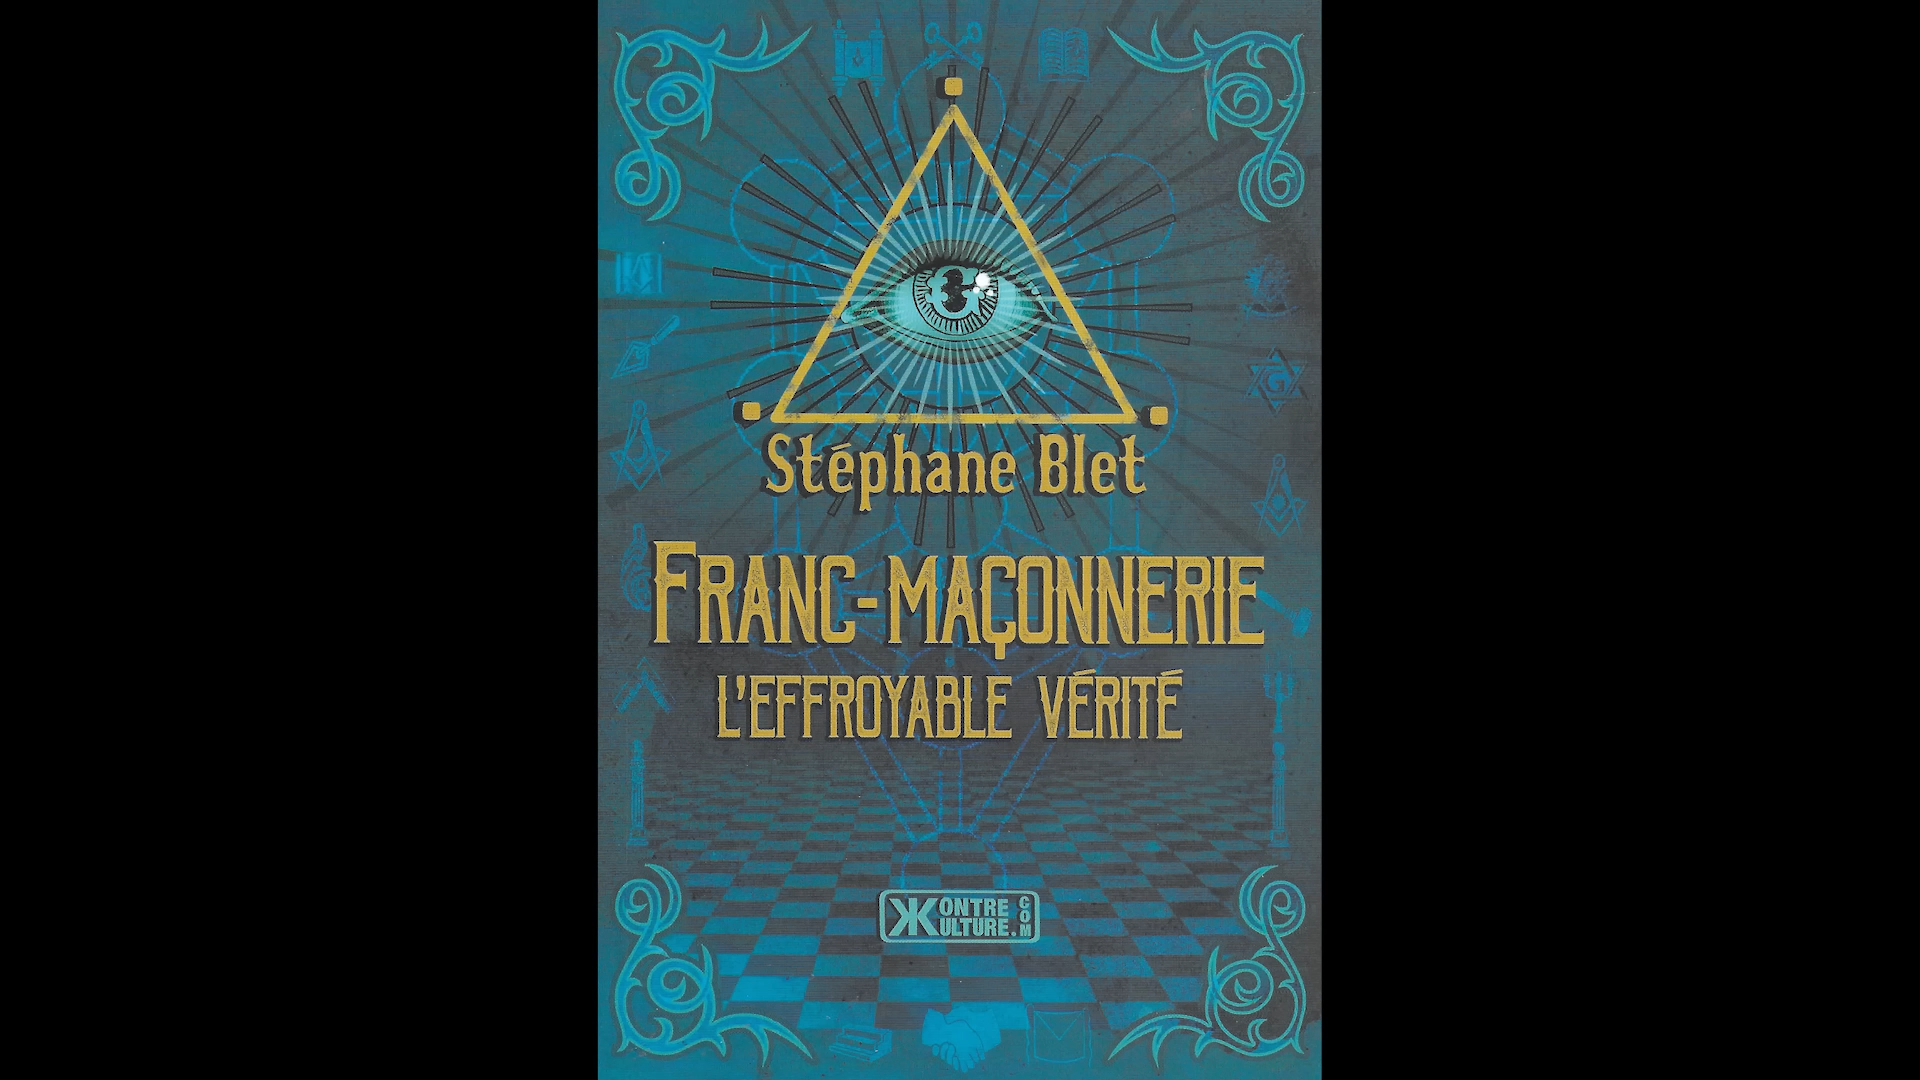 Stéphane Blet
FRANC-MAÇONNERIE
L'EFFROYABLE VÉRITÉ
KONTRE
KULTURE.COM
G